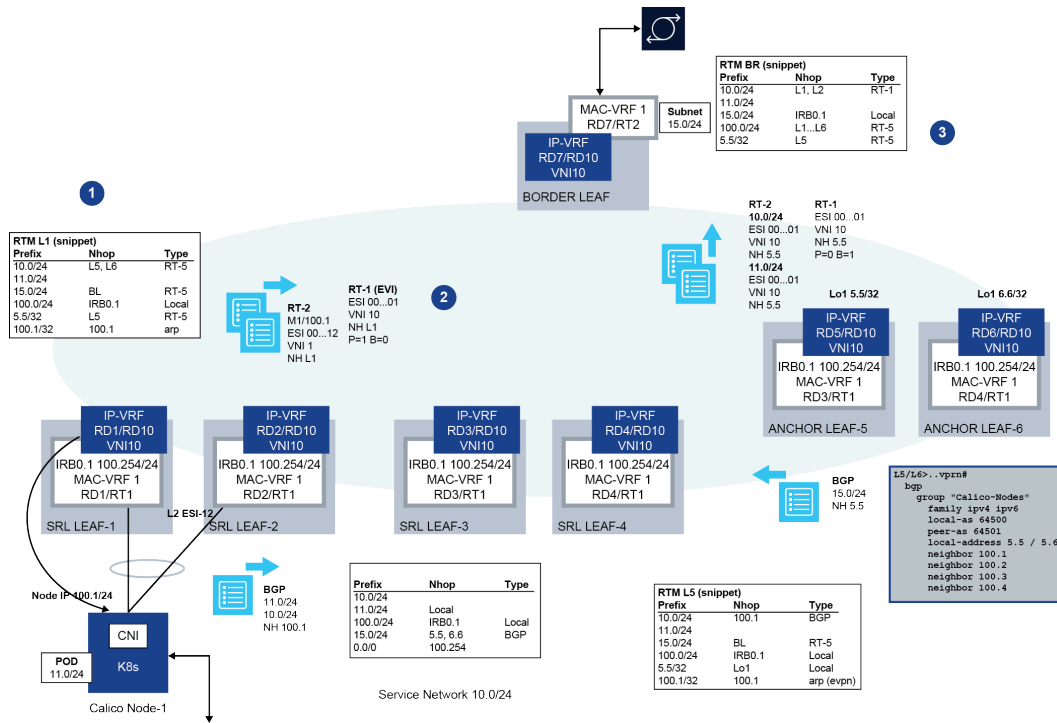 RTM BR (snippet)
Prefix Nhop Type
10.0/24 L1, L2 RT-1
11.0/24
15.0/24 IRB0.1 Local
100.0/24 L1...L6 RT-5
5.5/32 L5 RT-5
MAC-VRF 1
RD7/RT2
Subnet
15.0/24
IP-VRF
RD7/RD10
VNI10
BORDER LEAF
3
1
RTM L1 (snippet)
Prefix Nhop Type
10.0/24 L5, L6 RT-5
11.0/24
15.0/24 BL RT-5
100.0/24 IRB0.1 Local
5.5/32 L5 RT-5
100.1/32 100.1 arp
RT-2
M1/100.1
ESI 00...12
VNI 1
NH L1
RT-1 (EVI)
ESI 00...01
VNI 10
NH L1
P=1 B=0
2
RT-2
10.0/24
ESI 00...01
VNI 10
NH 5.5
11.0/24
ESI 00...01
VNI 10
NH 5.5
RT-1
ESI 00...01
VNI 10
NH 5.5
P=0 B=1
Lo1 5.5/32
IP-VRF
RD5/RD10
VNI10
IRB0.1 100.254/24
MAC-VRF 1
RD3/RT1
ANCHOR LEAF-5
Lo1 6.6/32
IP-VRF
RD6/RD10
VNI10
IRB0.1 100.254/24
MAC-VRF 1
RD4/RT1
ANCHOR LEAF-6
IP-VRF
RD1/RD10
VNI10
IRB0.1 100.254/24
MAC-VRF 1
RD1/RT1
SRL LEAF-1
IP-VRF
RD2/RD10
VNI10
IRB0.1 100.254/24
MAC-VRF 1
RD2/RT1
SRL LEAF-2
L2 ESI-12
IP-VRF
RD3/RD10
VNI10
IRB0.1 100.254/24
MAC-VRF 1
RD3/RT1
SRL LEAF-3
IP-VRF
RD4/RD10
VNI10
IRB0.1 100.254/24
MAC-VRF 1
RD4/RT1
SRL LEAF-4
BGP
15.0/24
NH 5.5
L5/L6>..vprn#
bgp
group "Calico-Nodes"
family ipv4 ipv6
local-as 64500
peer-as 64501
local-address 5.5 / 5.6
neighbor 100.1
neighbor 100.2
neighbor 100.3
neighbor 100.4
Node IP 100.1/24
BGP
11.0/24
10.0/24
NH 100.1
Prefix Nhop Type
10.0/24
11.0/24 Local
100.0/24 IRB0.1 Local
15.0/24 5.5, 6.6 BGP
0.0/0 100.254
RTM L5 (snippet)
Prefix Nhop Type
10.0/24 100.1 BGP
11.0/24
15.0/24 BL RT-5
100.0/24 IRB0.1 Local
5.5/32 Lo1 Local
100.1/32 100.1 arp (evpn)
CNI
K8s
POD
11.0/24
Calico Node-1
Service Network 10.0/24